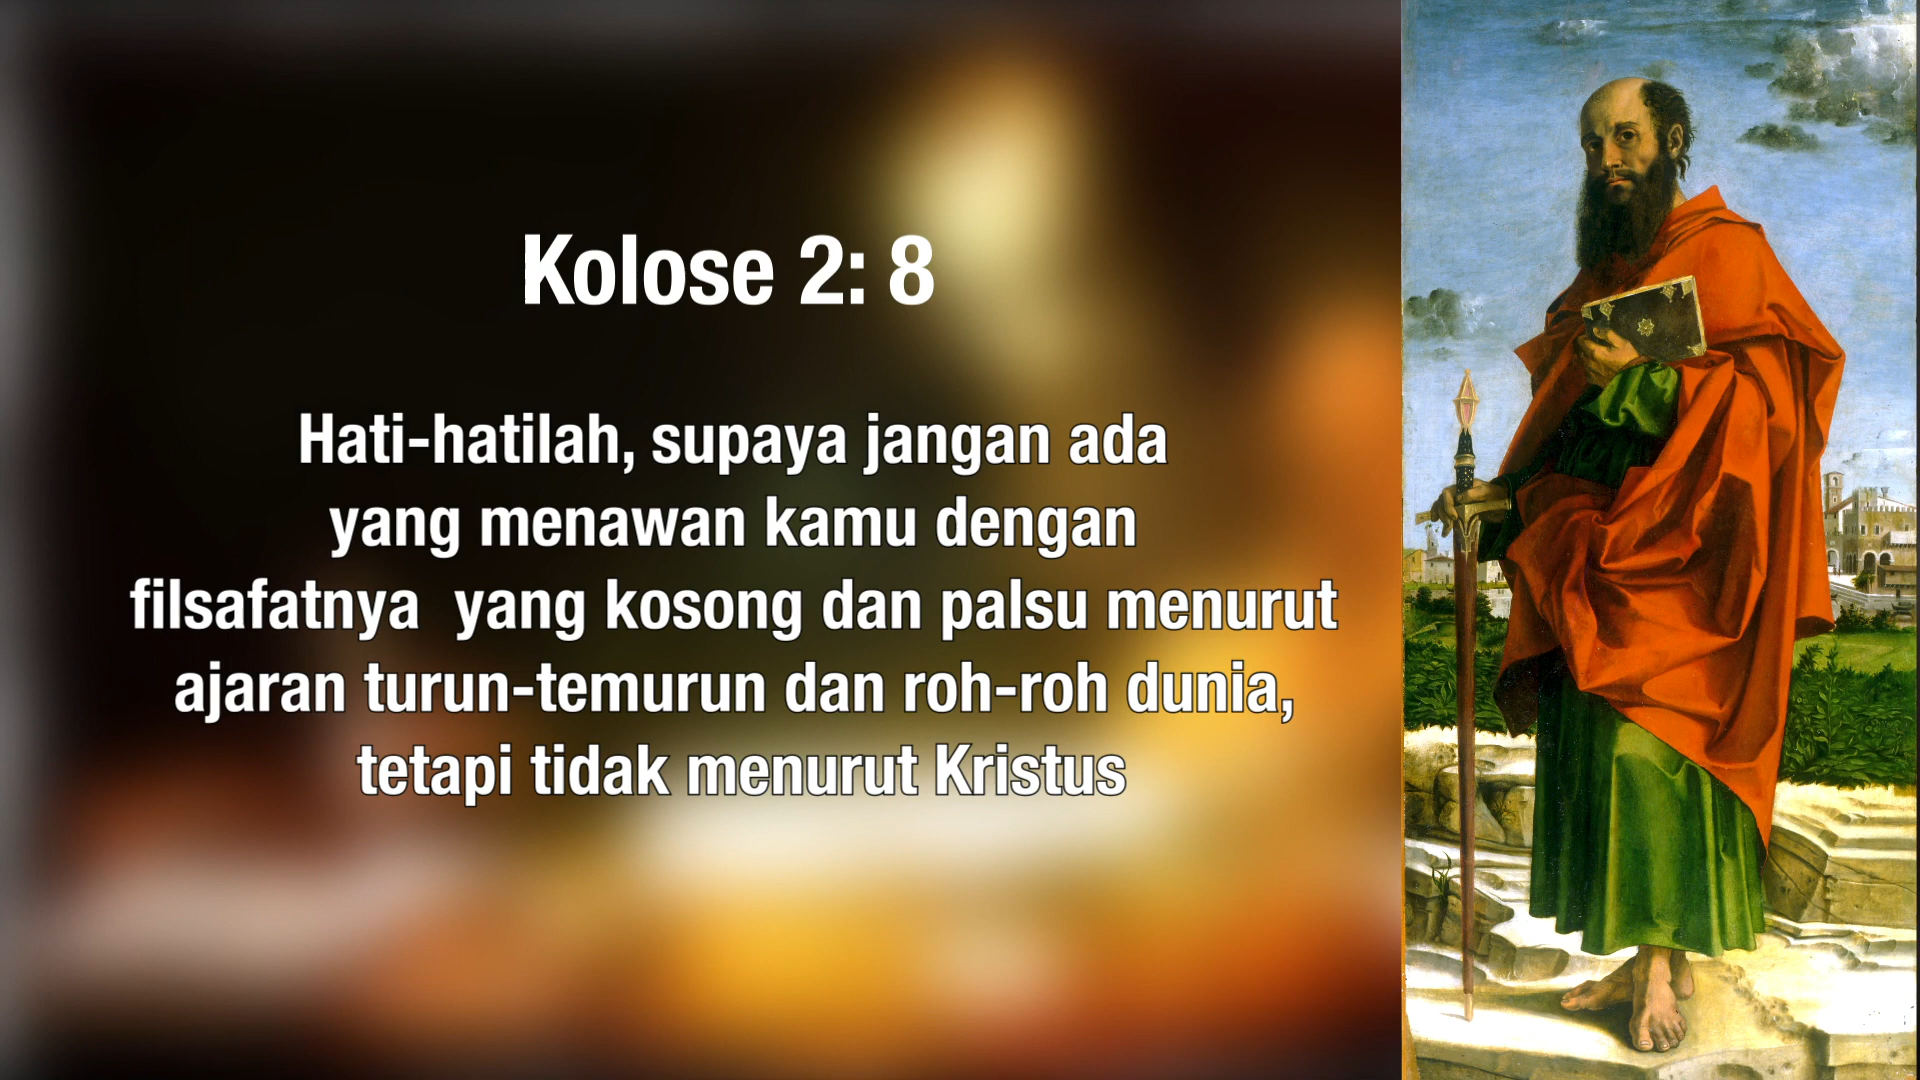 Kolose 2: 8
Hati-hatilah, supaya jangan ada
yang menawan kamu dengan
filsafatnya  yang kosong dan palsu menurut
ajaran turun-temurun dan roh-roh dunia,
tetapi tidak menurut Kristus